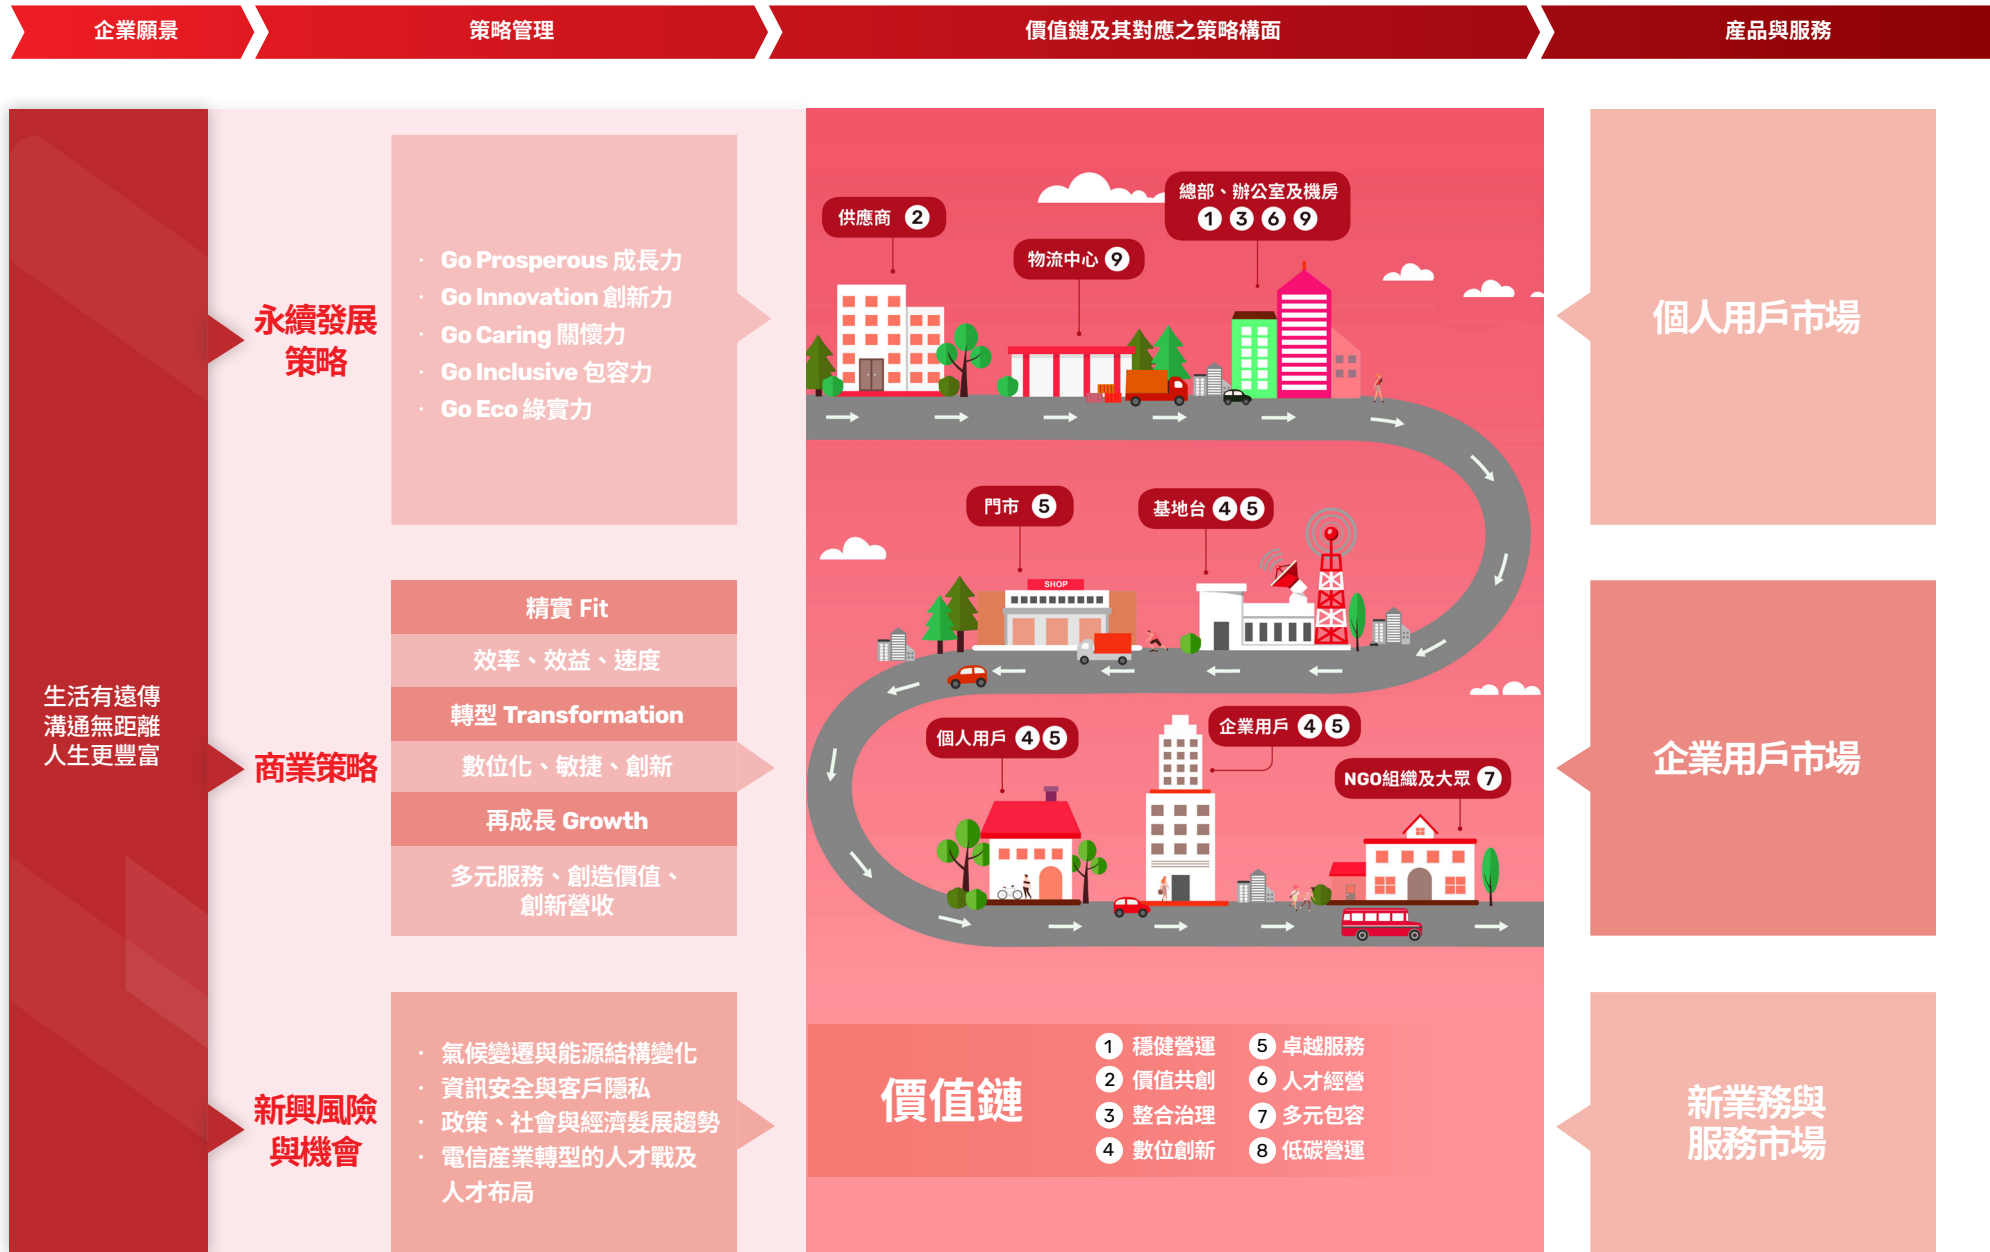 企業願景
策略管理
價值鏈及其對應之策略構面
產品與服務
生活有遠傳
溝通無距離
人生更豐富
永續發展
策略
· Go Prosperous 成長力
· Go Innovation 創新力
· Go Caring 關懷力
· Go Inclusive 包容力
· Go Eco 綠實力
商業策略
精實 Fit
效率、效益、速度
轉型 Transformation
數位化、敏捷、創新
再成長 Growth
多元服務、創造價值、
創新營收
新興風險
與機會
· 氣候變遷與能源結構變化
· 資訊安全與客戶隱私
· 政策、社會與經濟髮展趨勢
· 電信產業轉型的人才戰及
人才布局
供應商 2
物流中心 9
總部、辦公室及機房
1 3 6 9
門市 5
SHOP
基地台 4 5
個人用戶 4 5
企業用戶 4 5
NGO組織及大眾 7
價值鏈
1 穩健營運
2 價值共創
3 整合治理
4 數位創新
5 卓越服務
6 人才經營
7 多元包容
8 低碳營運
個人用戶市場
企業用戶市場
新業務與
服務市場